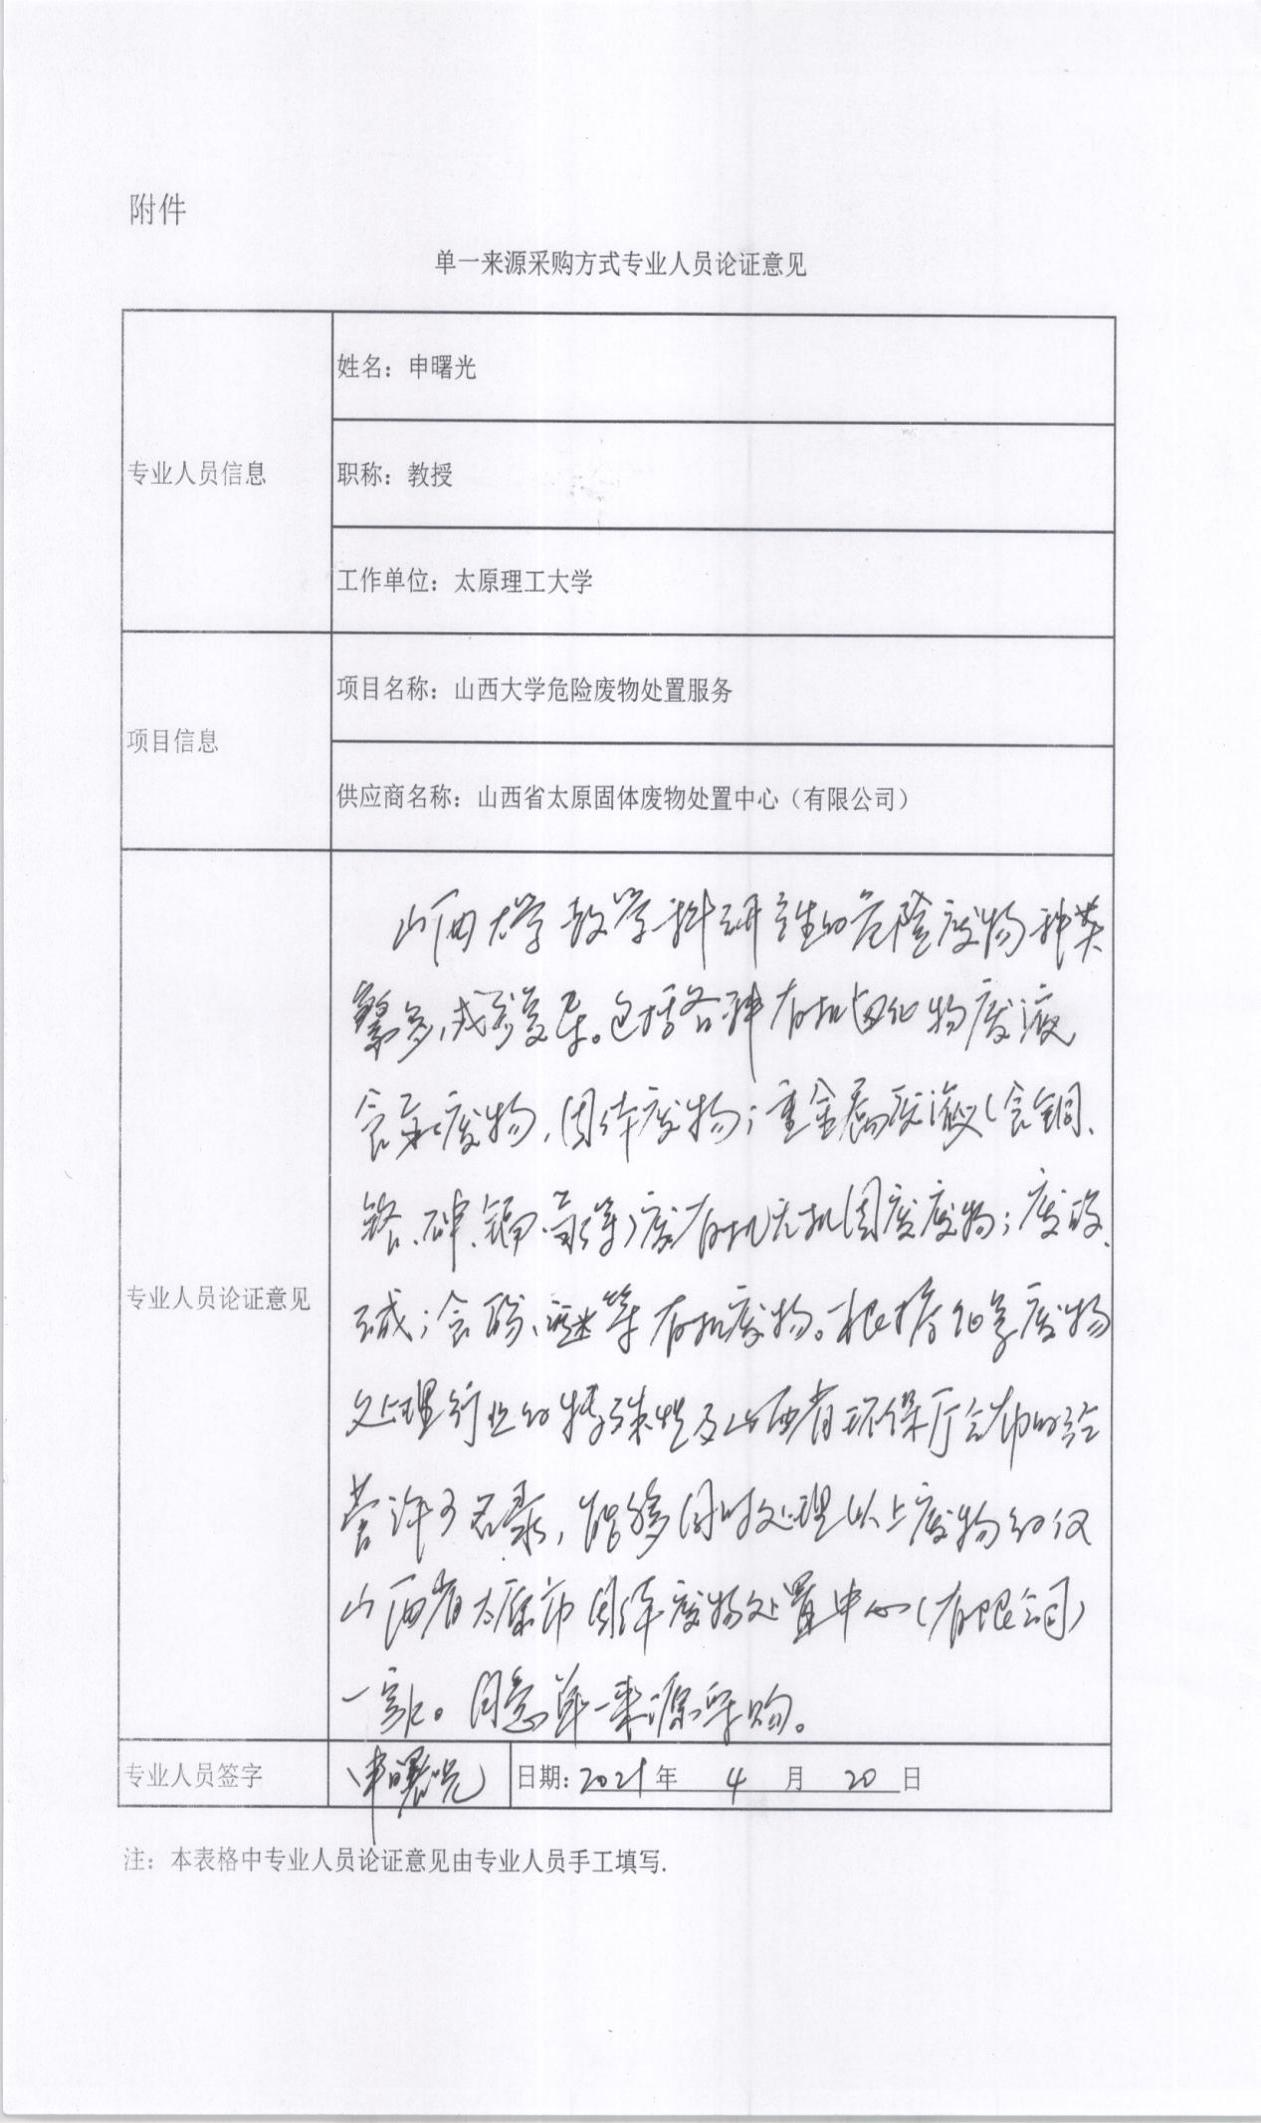 附件
单一来源采购方式专业人员论证意见
专业人员信息
姓名：申曙光
职称：教授
工作单位：太原理工大学
项目信息
项目名称：山西大学危险废物处置服务
供应商名称：山西省太原固体废物处置中心（有限公司）
专业人员论证意见
山西大学教学科研产生的危险废物种类
繁多，成分复杂。包括各种有机卤化物废液
含汞废物，固体废物；重金属废液（含铜、
铬、砷、镉、汞等）废有机无机固废废物；废酸、
碱；含酚、醚等有机废物。根据化学废物
处理行业的特殊性及山西省环保厅公布的经
营许可名录，能够同时处理以上废物的仅
山西省太原市固体废物处置中心（有限公司）
一家。同意单一来源采购。
专业人员签字
申曙光
日期：2021年 4 月 20 日
注：本表格中专业人员论证意见由专业人员手工填写.